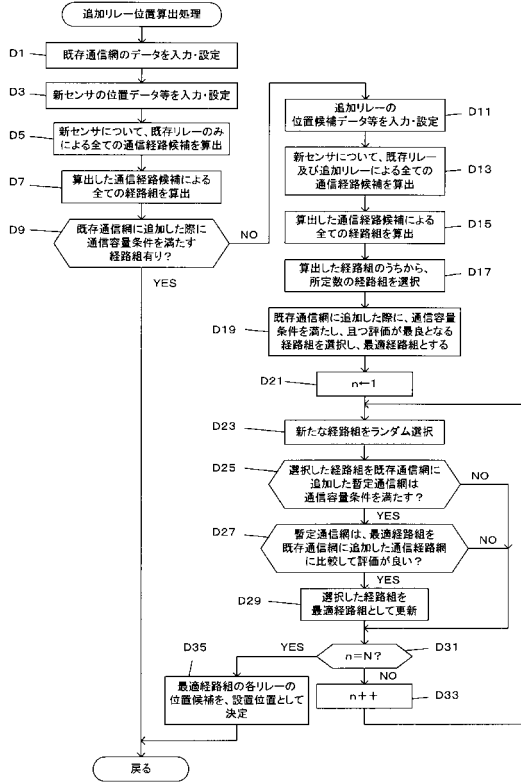 追加リレー位置算出処理
D1
既存通信網のデータを入力・設定
D3
新センサの位置データ等を入力・設定
D5
新センサについて、既存リレーのみ
による全ての通信経路候補を算出
D7
算出した通信経路候補による
全ての経路組を算出
D9
既存通信網に追加した際に
通信容量条件を満たす
経路組有り？
NO
YES
追加リレーの
位置候補データ等を入力・設定
D11
新センサについて、既存リレー
及び追加リレーによる全ての
通信経路候補を算出
D13
算出した通信経路候補による
全ての経路組を算出
D15
算出した経路組のうちから、
所定数の経路組を選択
D17
D19
既存通信網に追加した際に、通信容量
条件を満たし、且つ評価が最良となる
経路組を選択し、最適経路組とする
D21
n←1
D23
新たな経路組をランダム選択
D25
選択した経路組を既存通信網に
追加した暫定通信網は
通信容量条件を満たす？
NO
YES
D27
暫定通信網は、最適経路組を
既存通信網に追加した通信経路網
に比較して評価が良い？
NO
YES
D29
選択した経路組を
最適経路組として更新
D31
n=N？
YES
NO
D33
n++
D35
最適経路組の各リレーの
位置候補を、設置位置として
決定
戻る